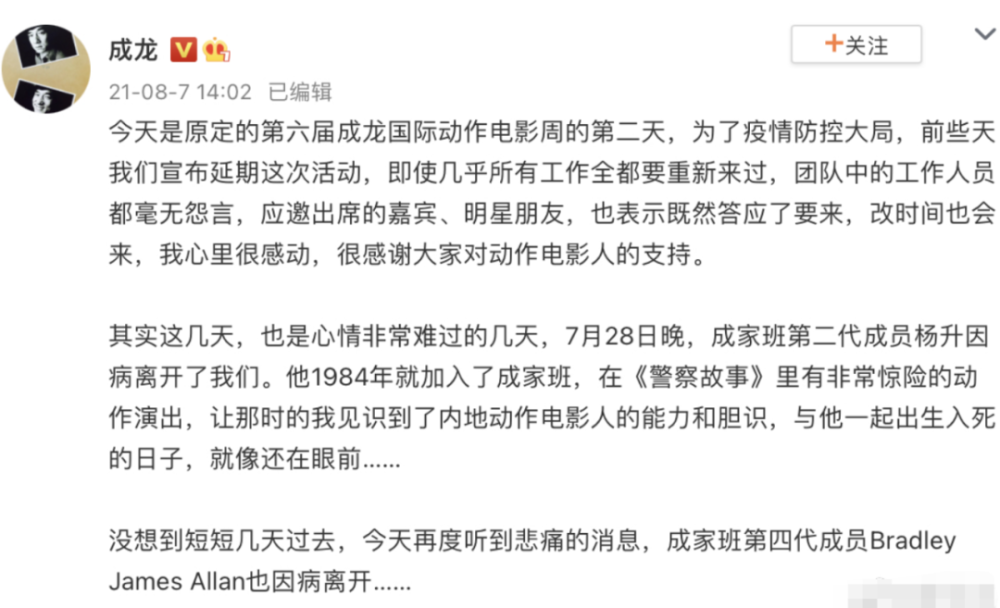 成龙
+关注
21-08-7 14:02 已编辑
今天是原定的第六届成龙国际动作电影周的第二天，为了疫情防控大局，前些天
我们宣布延期这次活动，即使几乎所有工作全都要重新来过，团队中的工作人员
都毫无怨言，应邀出席的嘉宾、明星朋友，也表示既然答应了要来，改时间也会
来，我心里很感动，很感谢大家对动作电影人的支持。
其实这几天，也是心情非常难过的几天，7月28日晚，成家班第二代成员杨升因
病离开了我们。他1984年就加入了成家班，在《警察故事》里有非常惊险的动
作演出，让那时的我见识到了内地动作电影人的能力和胆识，与他一起出生入死
的日子，就像还在眼前......
没想到短短几天过去，今天再度听到悲痛的消息，成家班第四代成员Bradley
James Allan也因病离开......